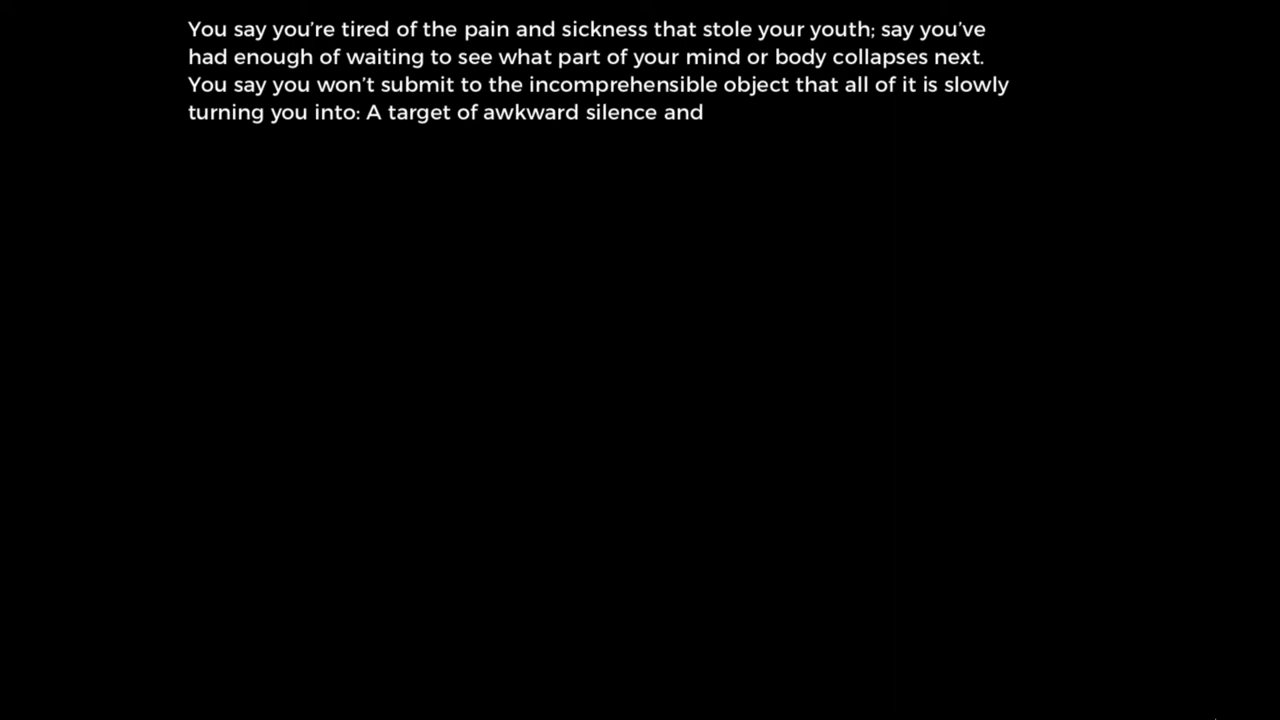 You say you’re tired of the pain and sickness that stole your youth; say you’ve
had enough of waiting to see what part of your mind or body collapses next.
You say you won’t submit to the incomprehensible object that all of it is slowly
turning you into: A target of awkward silence and